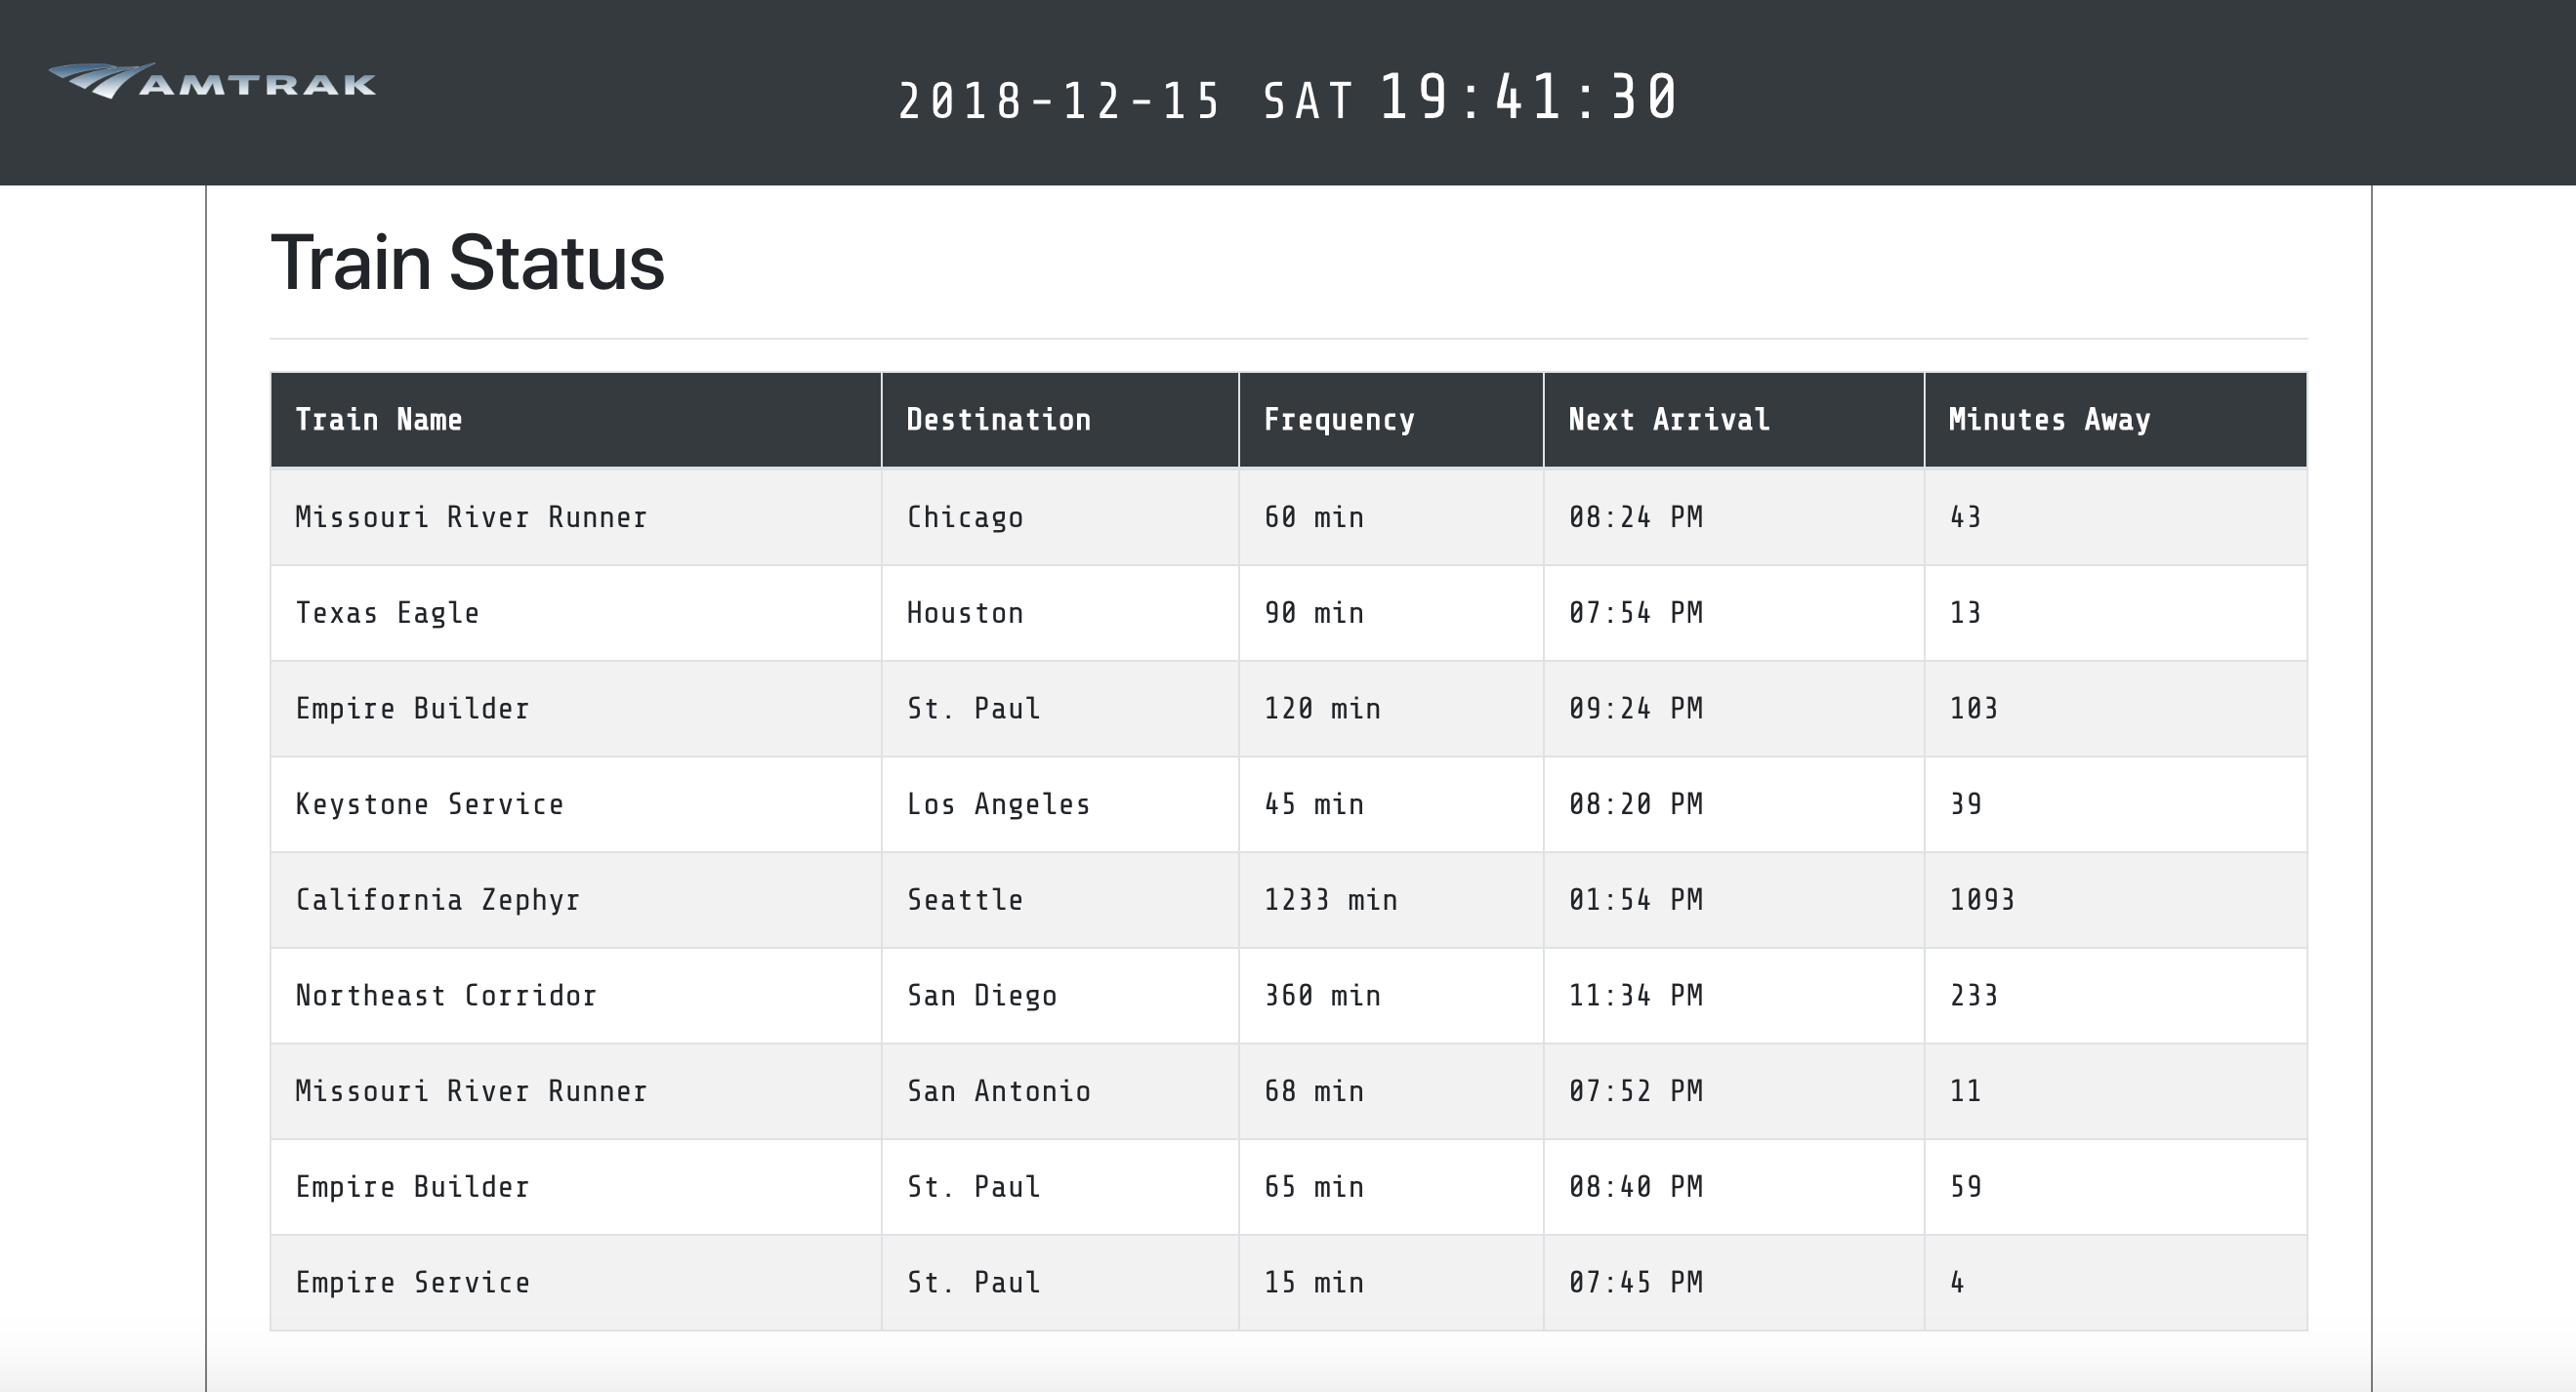 AMTRAK
2018-12-15 SAT 19:41:30
Train Status
Train Name Destination Frequency Next Arrival Minutes Away
Missouri River Runner Chicago 60 min 08:24 PM 43
Texas Eagle Houston 90 min 07:54 PM 13
Empire Builder St. Paul 120 min 09:24 PM 103
Keystone Service Los Angeles 45 min 08:20 PM 39
California Zephyr Seattle 1233 min 01:54 PM 1093
Northeast Corridor San Diego 360 min 11:34 PM 233
Missouri River Runner San Antonio 68 min 07:52 PM 11
Empire Builder St. Paul 65 min 08:40 PM 59
Empire Service St. Paul 15 min 07:45 PM 4